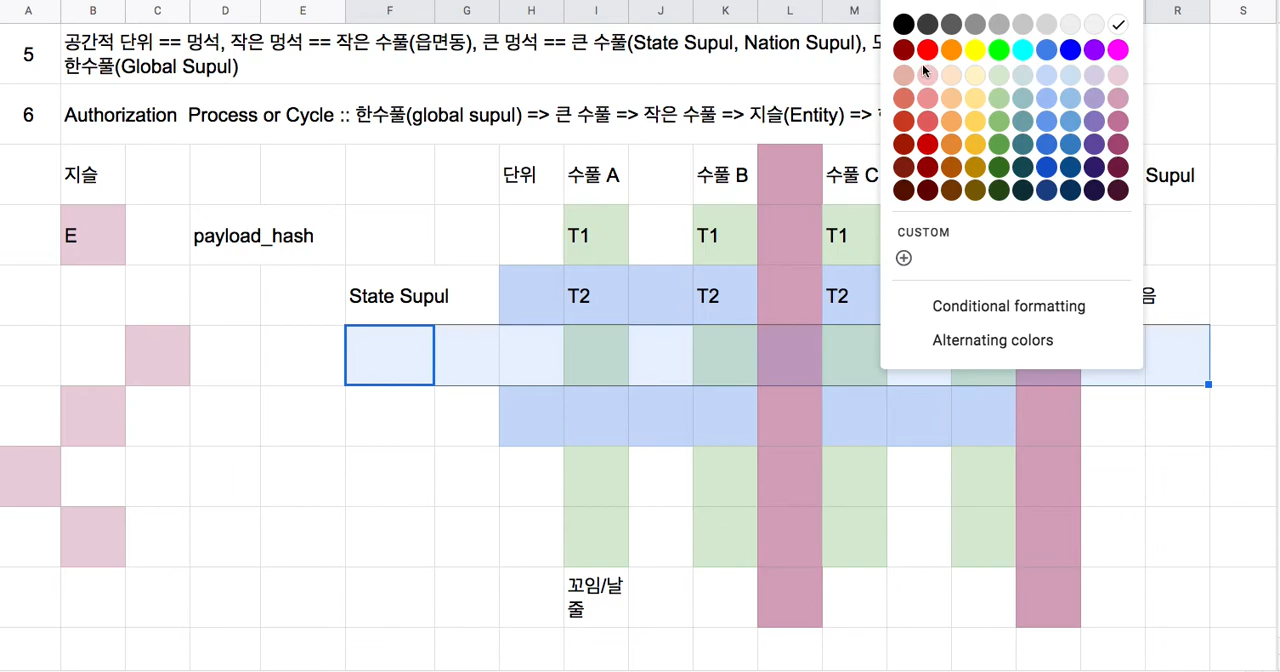 A B C D E F G H I J K L M R S
5 공간적 단위 == 멍석, 작은 멍석 == 작은 수풀(읍면동), 큰 멍석 == 큰 수풀(State Supul, Nation Supul),
한수풀(Global Supul)
6 Authorization Process or Cycle :: 한수풀(global supul) => 큰 수풀 => 작은 수풀 => 지슬(Entity) =>
지슬 단위 수풀 A 수풀 B 수풀 C Supul
E payload_hash T1 T1 T1
State Supul T2 T2 T2
꼬임/날
줄
CUSTOM
Conditional formatting
Alternating colors